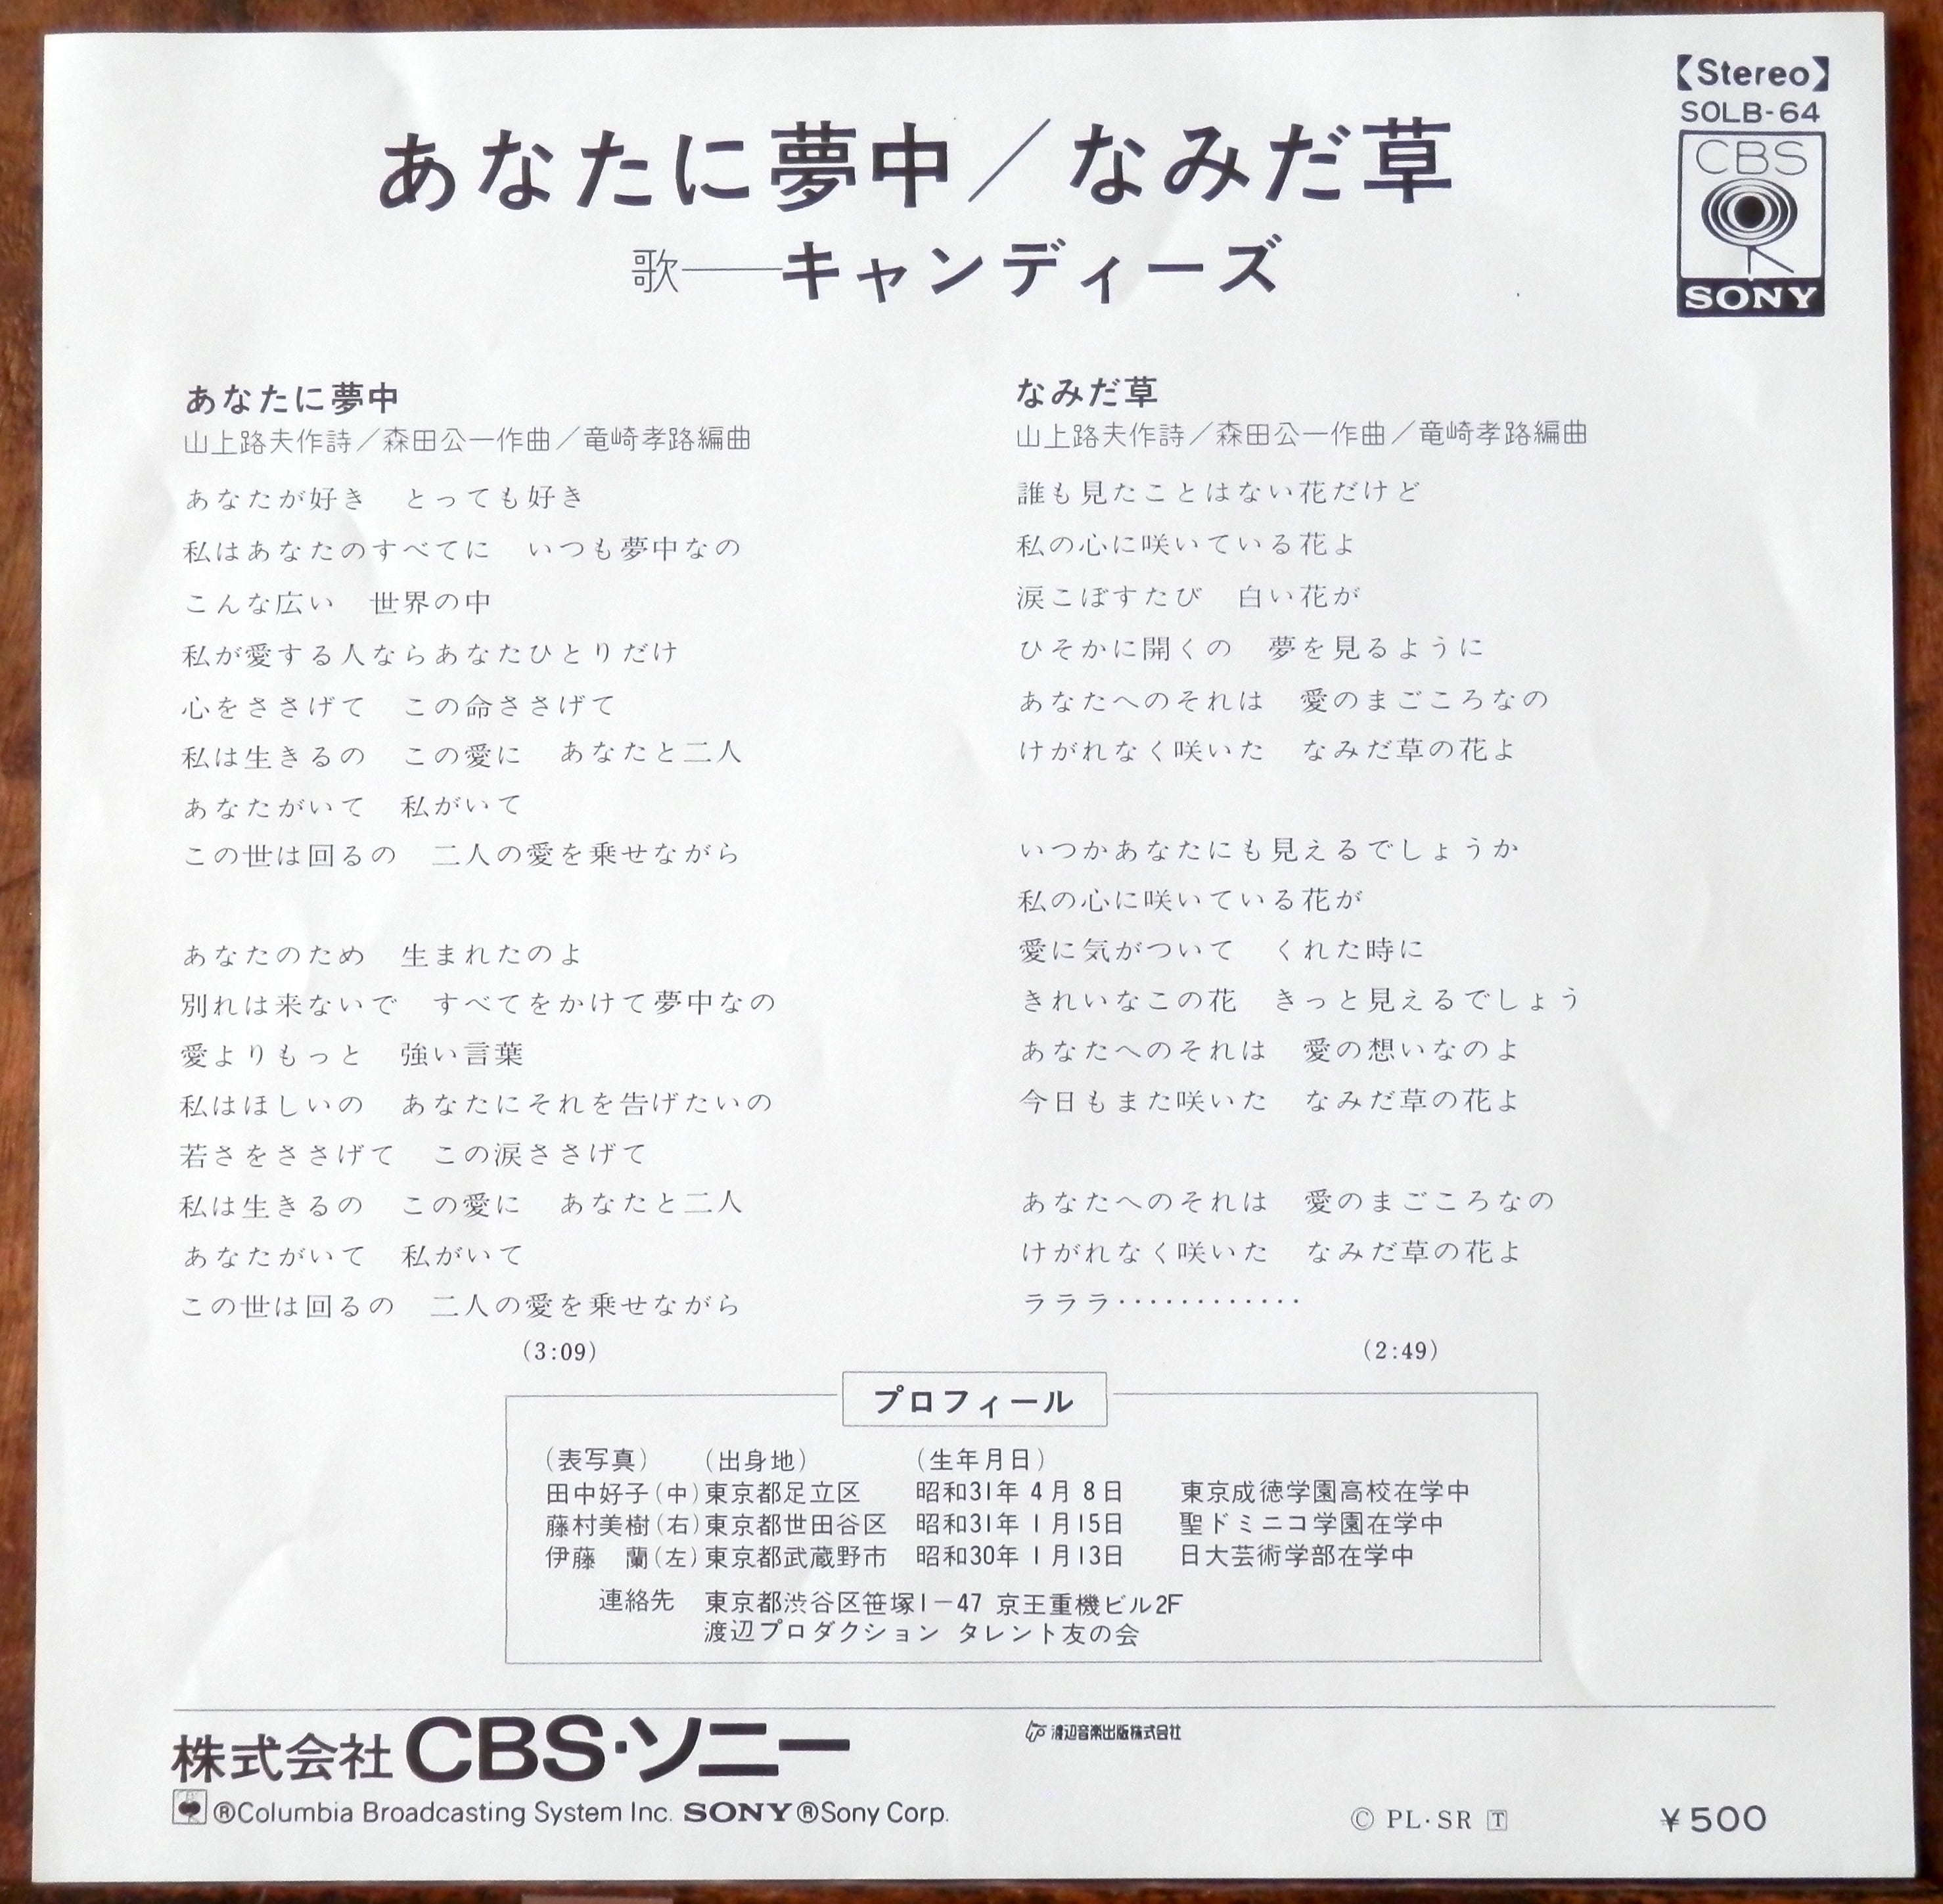 【Stereo】
SOLB-64
CBS
SONY
あなたに夢中／なみだ草
歌──キャンディーズ
あなたに夢中
山上路夫作詩／森田公一作曲／竜崎孝路編曲
あなたが好き　とっても好き
私はあなたのすべてに　いつも夢中なの
こんな広い　世界の中
私が愛する人ならあなたひとりだけ
心をささげて　この命ささげて
私は生きるの　この愛に　あなたと二人
あなたがいて　私がいて
この世は回るの　二人の愛を乗せながら
あなたのため　生まれたのよ
別れは来ないで　すべてをかけて夢中なの
愛よりもっと　強い言葉
私はほしいの　あなたにそれを告げたいの
若さをささげて　この涙ささげて
私は生きるの　この愛に　あなたと二人
あなたがいて　私がいて
この世は回るの　二人の愛を乗せながら
(3:09)
なみだ草
山上路夫作詩／森田公一作曲／竜崎孝路編曲
誰も見たことはない花だけど
私の心に咲いている花よ
涙こぼすたび　白い花が
ひそかに開くの　夢を見るように
あなたへのそれは　愛のまごころなの
けがれなく咲いた　なみだ草の花よ
いつかあなたにも見えるでしょうか
私の心に咲いている花が
愛に気がついて　くれた時に
きれいなこの花　きっと見えるでしょう
あなたへのそれは　愛の想いなのよ
今日もまた咲いた　なみだ草の花よ
あなたへのそれは　愛のまごころなの
けがれなく咲いた　なみだ草の花よ
ラララ‥‥‥‥‥‥
(2:49)
プロフィール
(表写真)　(出身地)　(生年月日)
田中好子(中)東京都足立区　昭和31年 4月 8日　東京成徳学園高校在学中
藤村美樹(右)東京都世田谷区　昭和31年 1月15日　聖ドミニコ学園在学中
伊藤　蘭(左)東京都武蔵野市　昭和30年 1月13日　日大芸術学部在学中
連絡先　東京都渋谷区笹塚1－47 京王重機ビル2F
渡辺プロダクション タレント友の会
株式会社CBS・ソニー
渡辺音楽出版株式会社
®Columbia Broadcasting System Inc. SONY®Sony Corp.
© PL・SR T
¥500